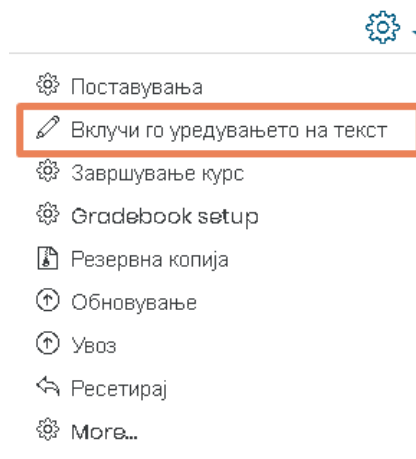 Поставувања
Вклучи го уредувањето на текст
Завршување курс
Gradebook setup
Резервна копија
Обновување
Увоз
Ресетирај
More...